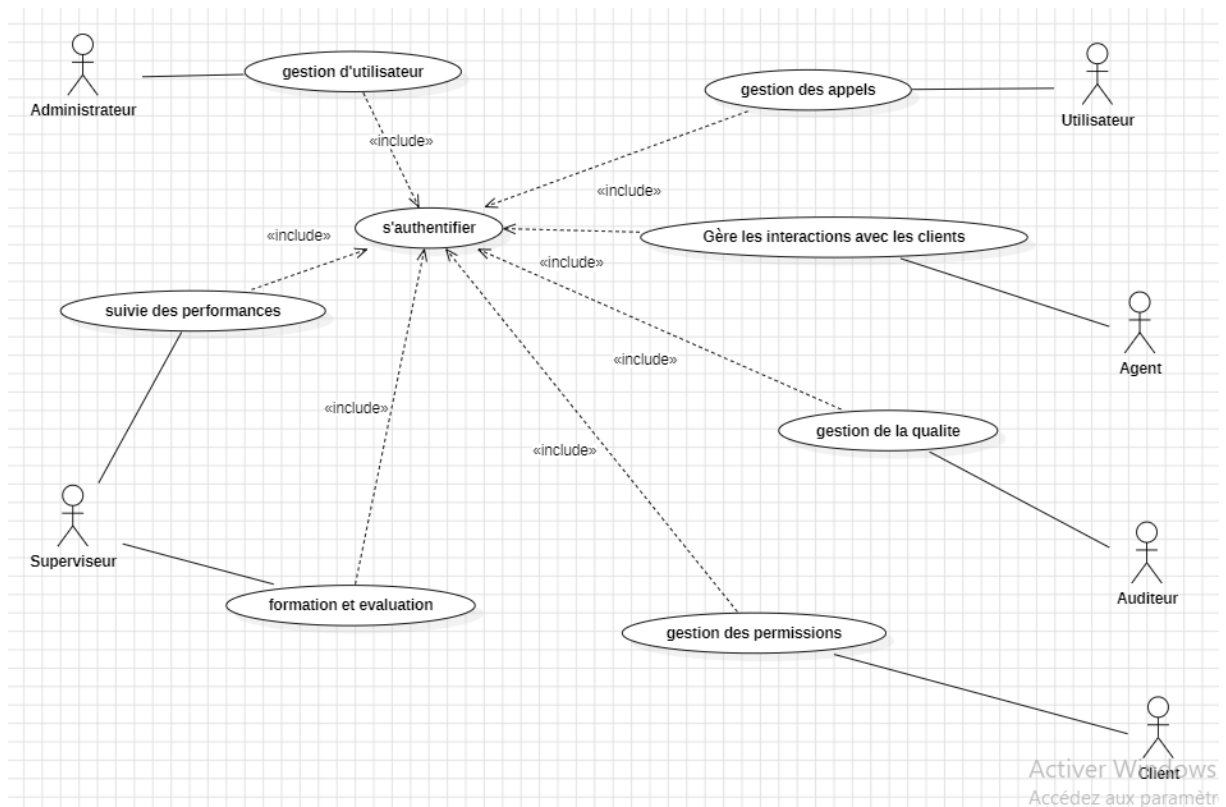 Administrateur
gestion d'utilisateur
gestion des appels
Utilisateur
«include»
«include»
s'authentifier
«include»
Gère les interactions avec les clients
«include»
suivie des performances
«include»
Agent
«include»
gestion de la qualite
«include»
Superviseur
formation et evaluation
Auditeur
gestion des permissions
Activer Windows
Client
Accédez aux paramètr